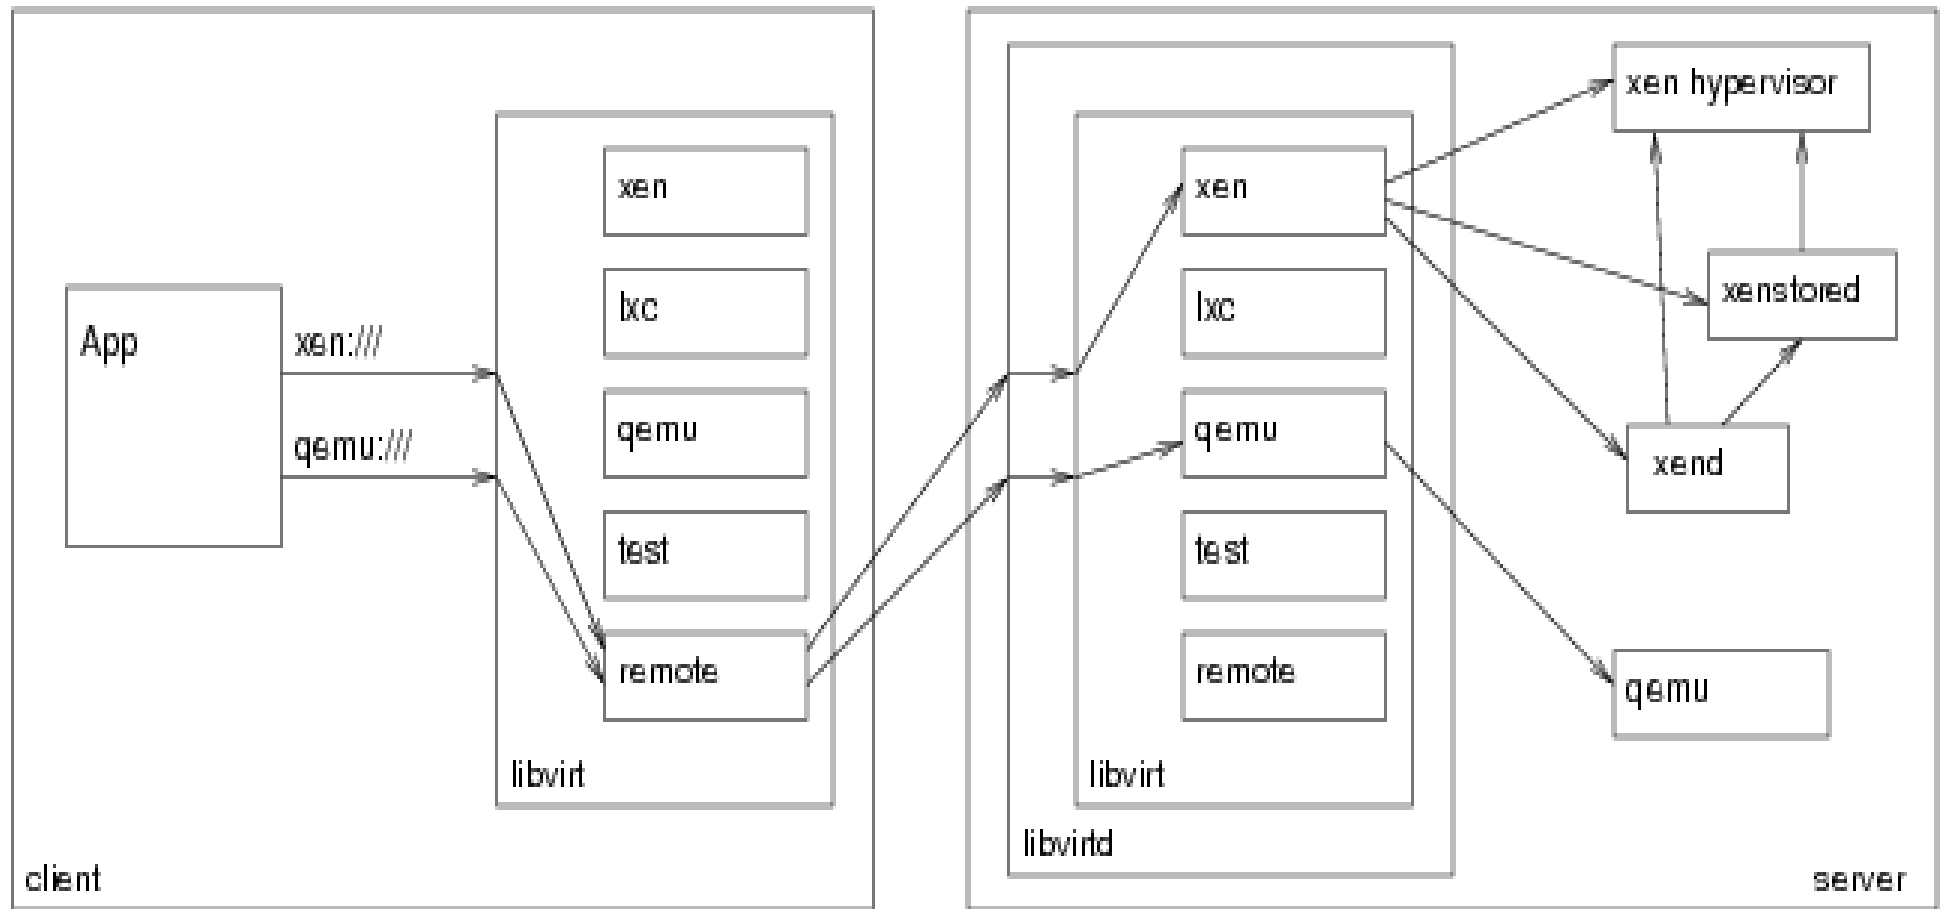 App
xen:///
qemu:///
xen
lxc
qemu
test
remote
libvirt
client
xen
lxc
qemu
test
remote
libvirt
libvirtd
xen hypervisor
xenstored
xend
qemu
server